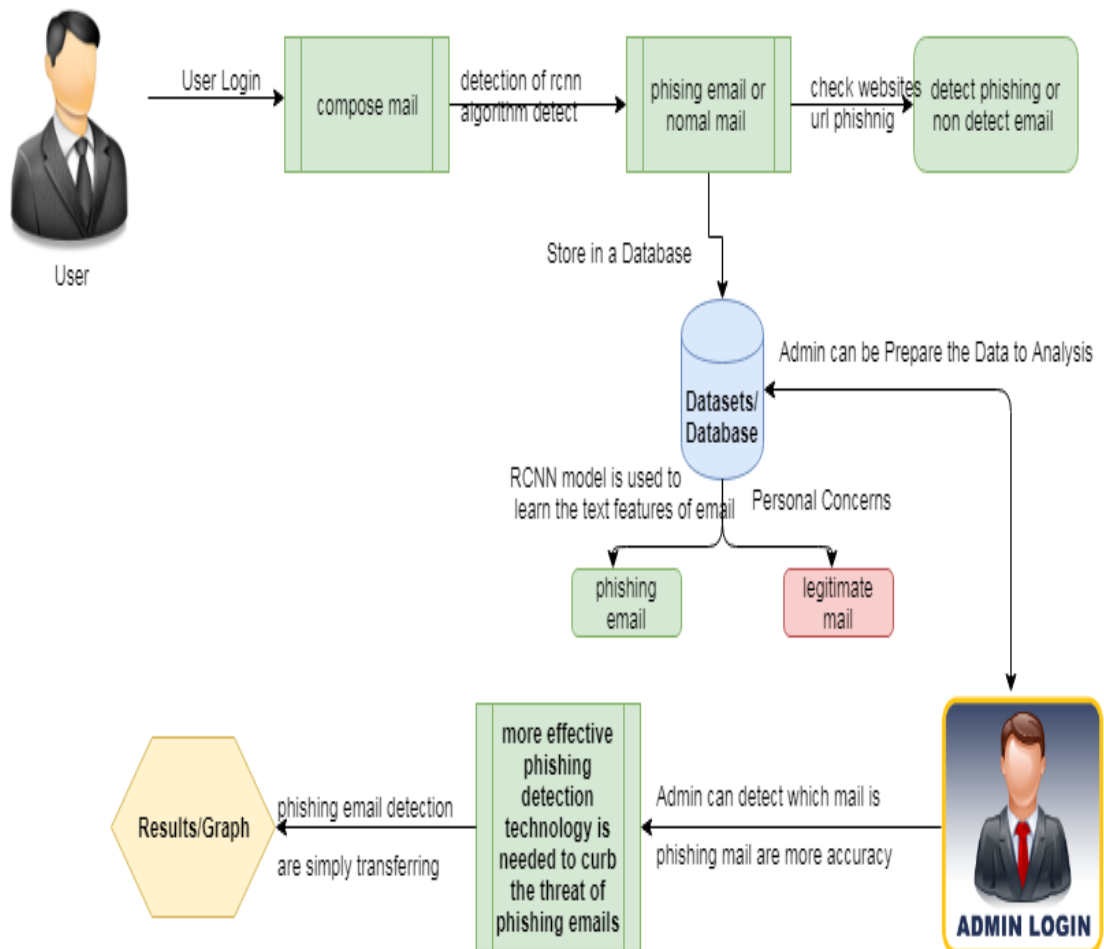 User Login
compose mail
detection of rcnn
algorithm detect
phising email or
nomal mail
check websites
url phishnig
detect phishing or
non detect email
User
Store in a Database
Admin can be Prepare the Data to Analysis
Datasets/
Database
RCNN model is used to
learn the text features of email
Personal Concerns
phishing
email
legitimate
mail
more effective
phishing
detection
technology is
needed to curb
the threat of
phishing emails
Admin can detect which mail is
phishing mail are more accuracy
phishing email detection
are simply transferring
Results/Graph
ADMIN LOGIN